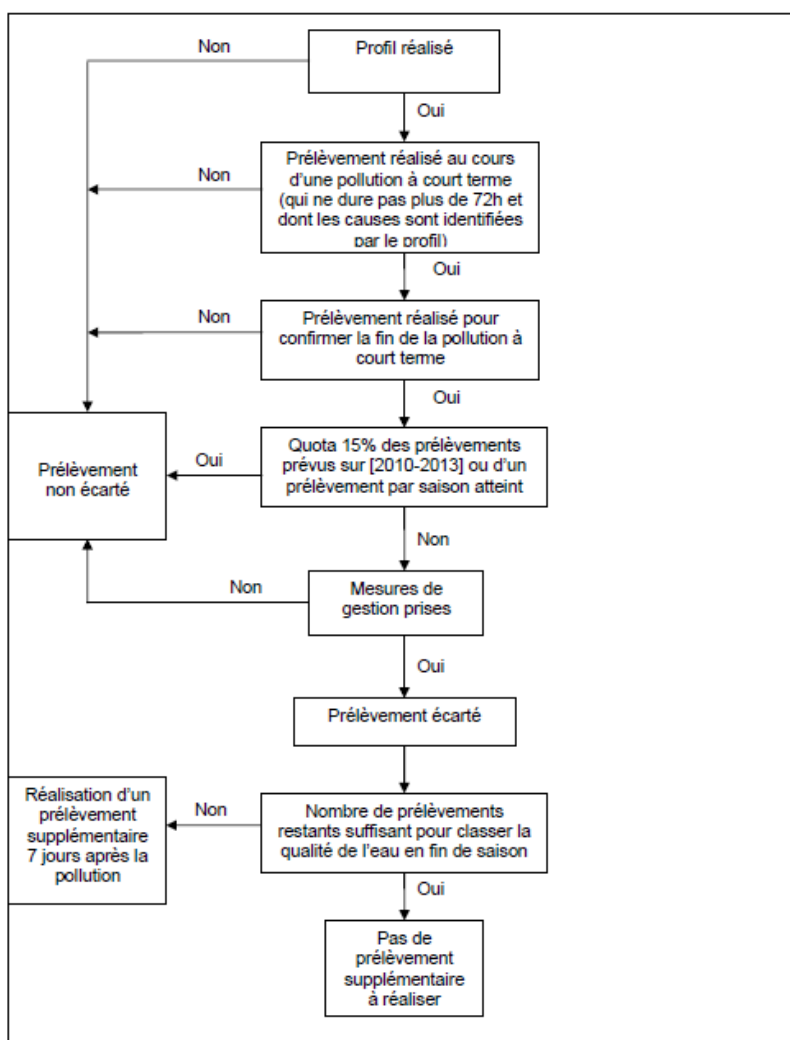 Profil réalisé
Non
Oui
Prélèvement réalisé au cours
d'une pollution à court terme
(qui ne dure pas plus de 72h et
dont les causes sont identifiées
par le profil)
Non
Oui
Prélèvement réalisé pour
confirmer la fin de la pollution à
court terme
Non
Oui
Quota 15% des prélèvements
prévus sur [2010-2013] ou d'un
prélèvement par saison atteint
Oui
Prélèvement
non écarté
Non
Mesures de
gestion prises
Non
Oui
Prélèvement écarté
Nombre de prélèvements
restants suffisant pour classer la
qualité de l'eau en fin de saison
Non
Réalisation d'un
prélèvement
supplémentaire
7 jours après la
pollution
Oui
Pas de
prélèvement
supplémentaire
à réaliser